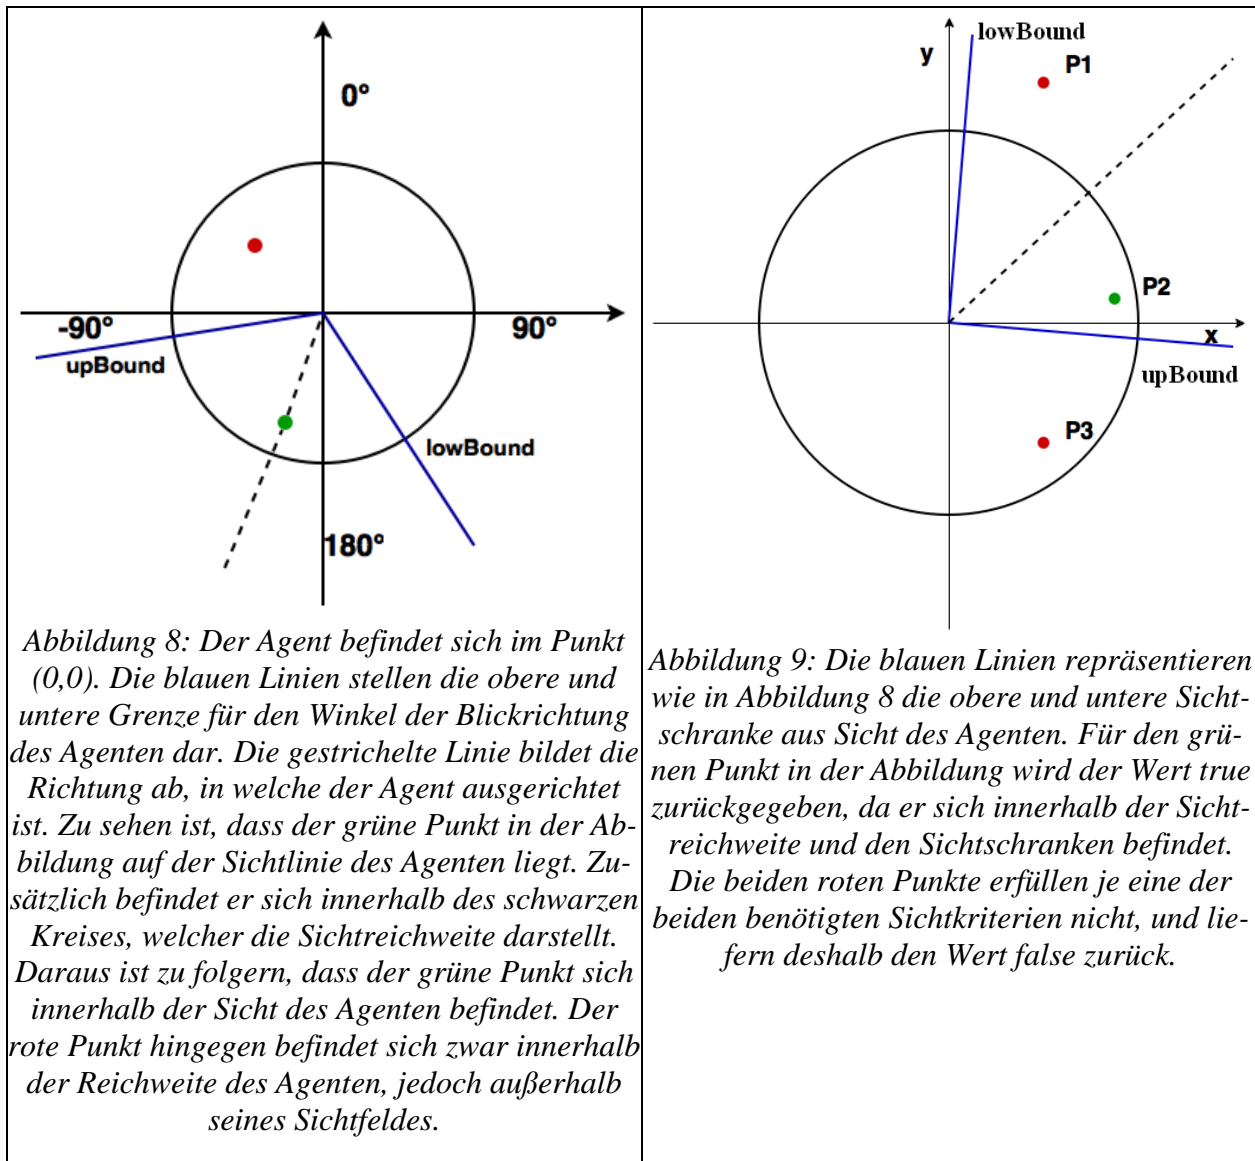 0°
-90°
90°
upBound
lowBound
180°
Abbildung 8: Der Agent befindet sich im Punkt
(0,0). Die blauen Linien stellen die obere und
untere Grenze für den Winkel der Blickrichtung
des Agenten dar. Die gestrichelte Linie bildet die
Richtung ab, in welche der Agent ausgerichtet
ist. Zu sehen ist, dass der grüne Punkt in der Ab-
bildung auf der Sichtlinie des Agenten liegt. Zu-
sätzlich befindet er sich innerhalb des schwarzen
Kreises, welcher die Sichtreichweite darstellt.
Daraus ist zu folgern, dass der grüne Punkt sich
innerhalb der Sicht des Agenten befindet. Der
rote Punkt hingegen befindet sich zwar innerhalb
der Reichweite des Agenten, jedoch außerhalb
seines Sichtfeldes.
lowBound
y
P1
P2
x
upBound
P3
Abbildung 9: Die blauen Linien repräsentieren
wie in Abbildung 8 die obere und untere Sicht-
schranke aus Sicht des Agenten. Für den grü-
nen Punkt in der Abbildung wird der Wert true
zurückgegeben, da er sich innerhalb der Sicht-
reichweite und den Sichtschranken befindet.
Die beiden roten Punkte erfüllen je eine der
beiden benötigten Sichtkriterien nicht, und lie-
fern deshalb den Wert false zurück.